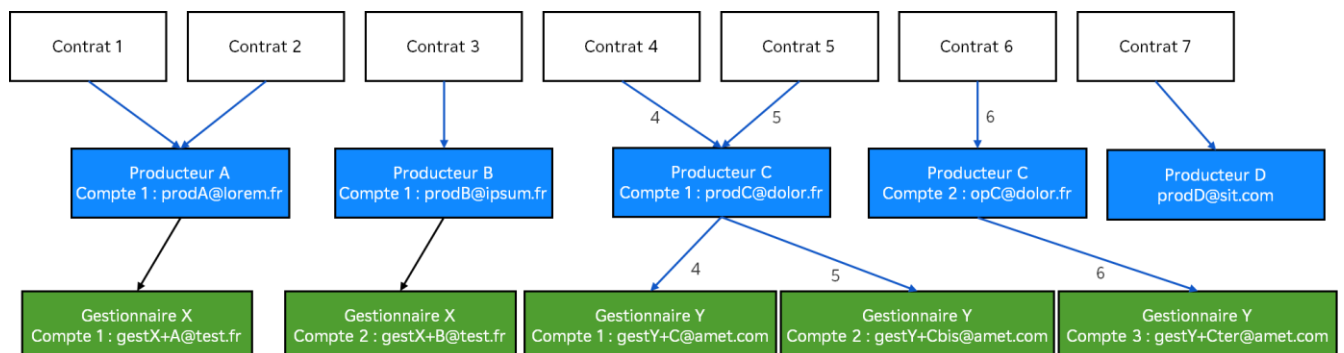 Contrat 1
Contrat 2
Contrat 3
Contrat 4
Contrat 5
Contrat 6
Contrat 7
4
5
6
Producteur A
Compte 1 : prodA@lorem.fr
Producteur B
Compte 1 : prodB@ipsum.fr
Producteur C
Compte 1 : prodC@dolor.fr
Producteur C
Compte 2 : opC@dolor.fr
Producteur D
prodD@sit.com
4
5
6
Gestionnaire X
Compte 1 : gestX+A@test.fr
Gestionnaire X
Compte 2 : gestX+B@test.fr
Gestionnaire Y
Compte 1 : gestY+C@amet.com
Gestionnaire Y
Compte 2 : gestY+Cbis@amet.com
Gestionnaire Y
Compte 3 : gestY+Cter@amet.com